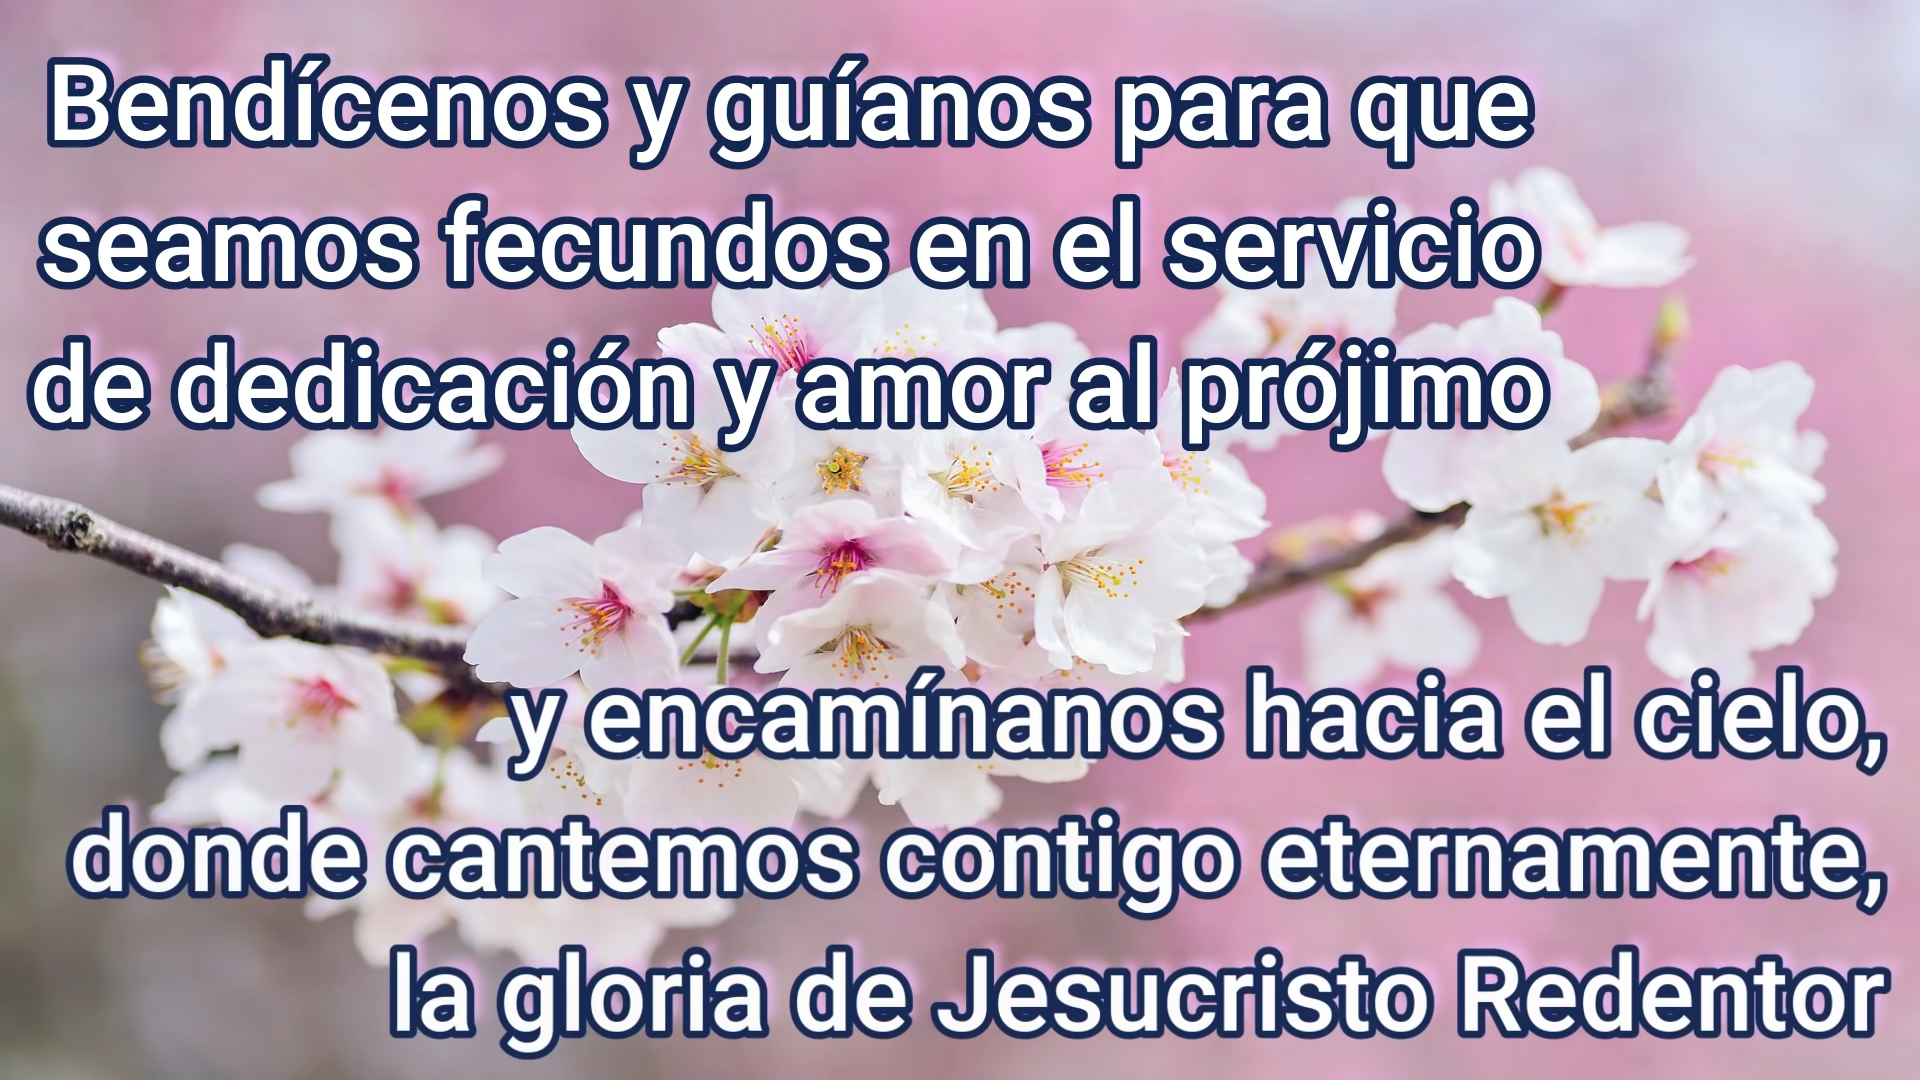 Bendícenos y guíanos para que
seamos fecundos en el servicio
de dedicación y amor al prójimo
y encamínanos hacia el cielo,
donde cantemos contigo eternamente,
la gloria de Jesucristo Redentor